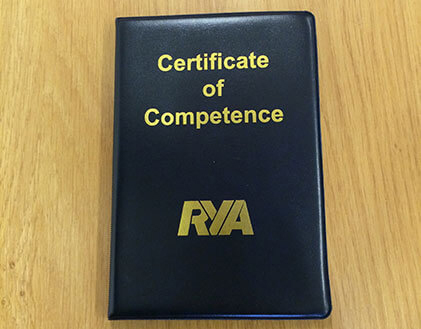 Certificate
of
Competence
RYA